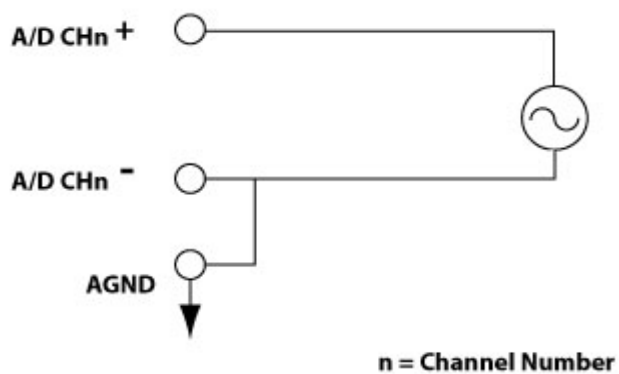 A/D CHn +
A/D CHn -
AGND
n = Channel Number